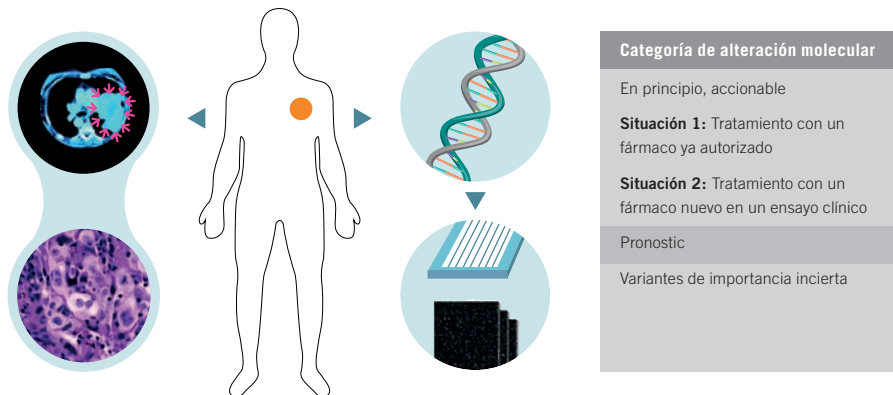 Categoría de alteración molecular
En principio, accionable
Situación 1: Tratamiento con un
fármaco ya autorizado
Situación 2: Tratamiento con un
fármaco nuevo en un ensayo clínico
Pronostic
Variantes de importancia incierta